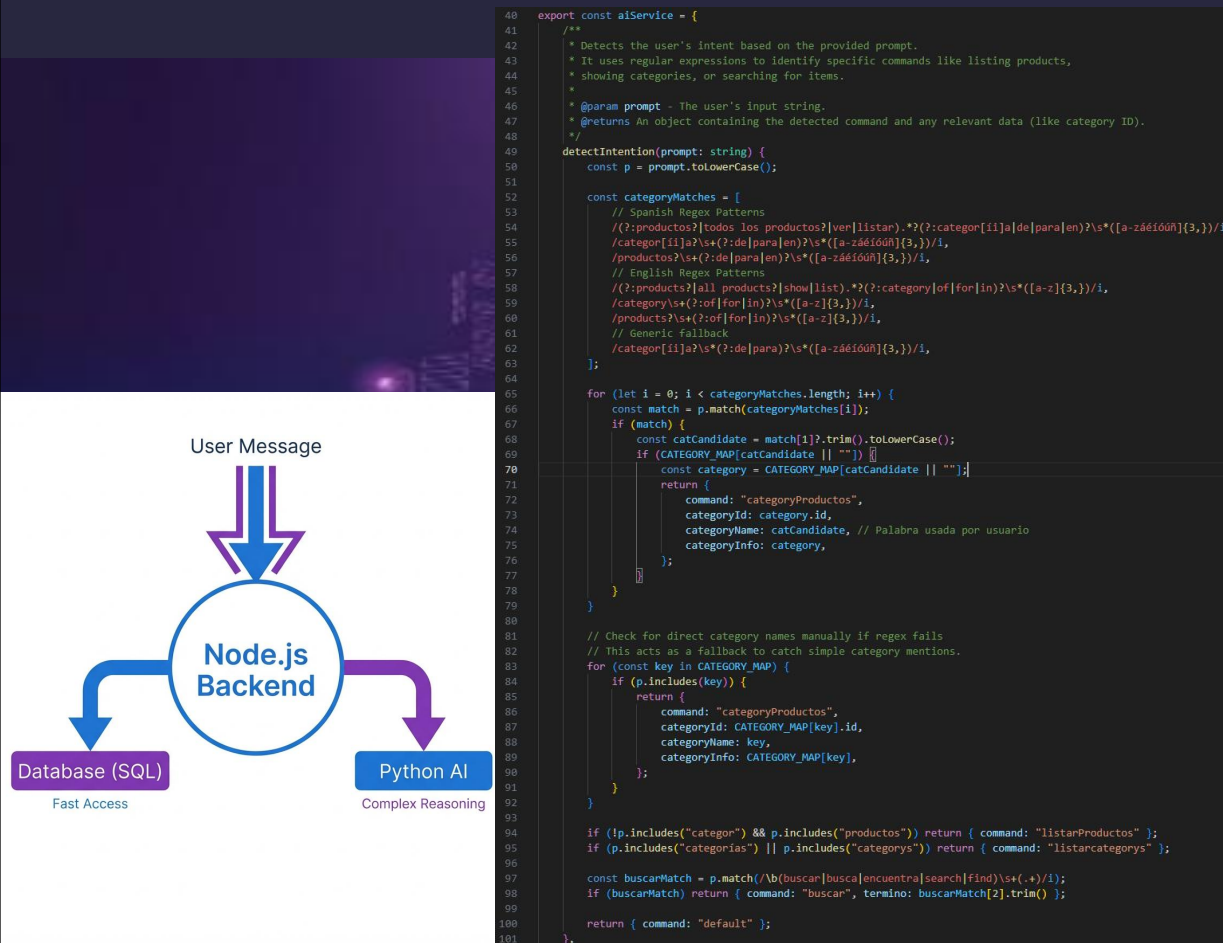 User Message
Node.js
Backend
Database (SQL)
Fast Access
Python AI
Complex Reasoning
40 export const aiService = {
41 /**
42 * Detects the user's intent based on the provided prompt.
43 * It uses regular expressions to identify specific commands like listing products,
44 * showing categories, or searching for items.
45 *
46 * @param prompt - The user's input string.
47 * @returns An object containing the detected command and any relevant data (like category ID).
48 */
49 detectIntention(prompt: string) {
50 const p = prompt.toLowerCase();
51
52 const categoryMatches = [
53 // Spanish Regex Patterns
54 /(?:productos?|todos los productos?|ver|listar).*?(?:categor[íi]a|de|para|en)?\s*([a-záéíóúñ]{3,})/i
55 /categor[íi]a?\s+(?:de|para|en)?\s*([a-záéíóúñ]{3,})/i,
56 /productos?\s+(?:de|para|en)?\s*([a-záéíóúñ]{3,})/i,
57 // English Regex Patterns
58 /(?:products?|all products?|show|list).*?(?:category|of|for|in)?\s*([a-z]{3,})/i,
59 /category\s+(?:of|for|in)?\s*([a-z]{3,})/i,
60 /products?\s+(?:of|for|in)?\s*([a-z]{3,})/i,
61 // Generic fallback
62 /categor[íi]a?\s*(?:de|para)?\s*([a-záéíóúñ]{3,})/i,
63 ];
64
65 for (let i = 0; i < categoryMatches.length; i++) {
66 const match = p.match(categoryMatches[i]);
67 if (match) {
68 const catCandidate = match[1]?.trim().toLowerCase();
69 if (CATEGORY_MAP[catCandidate || ""]) {
70 const category = CATEGORY_MAP[catCandidate || ""];
71 return {
72 command: "categoryProductos",
73 categoryId: category.id,
74 categoryName: catCandidate, // Palabra usada por usuario
75 categoryInfo: category,
76 };
77 }
78 }
79 }
80
81 // Check for direct category names manually if regex fails
82 // This acts as a fallback to catch simple category mentions.
83 for (const key in CATEGORY_MAP) {
84 if (p.includes(key)) {
85 return {
86 command: "categoryProductos",
87 categoryId: CATEGORY_MAP[key].id,
88 categoryName: key,
89 categoryInfo: CATEGORY_MAP[key],
90 };
91 }
92 }
93
94 if (!p.includes("categor") && p.includes("productos")) return { command: "listarProductos" };
95 if (p.includes("categorías") || p.includes("categorys")) return { command: "listarcategorys" };
96
97 const buscarMatch = p.match(/\b(buscar|busca|encuentra|search|find)\s+(.+)/i);
98 if (buscarMatch) return { command: "buscar", termino: buscarMatch[2].trim() };
99
100 return { command: "default" };
101 },